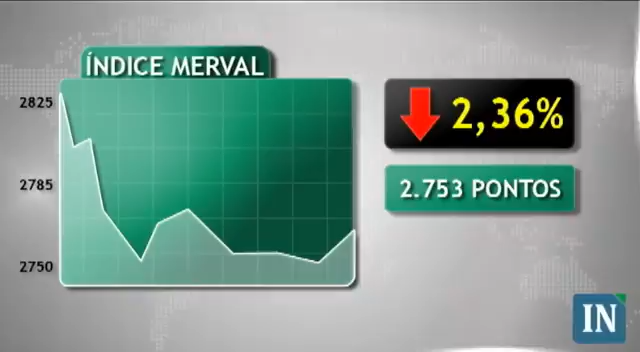 ÍNDICE MERVAL
2825
2785
2750
2,36%
2.753 PONTOS
IN